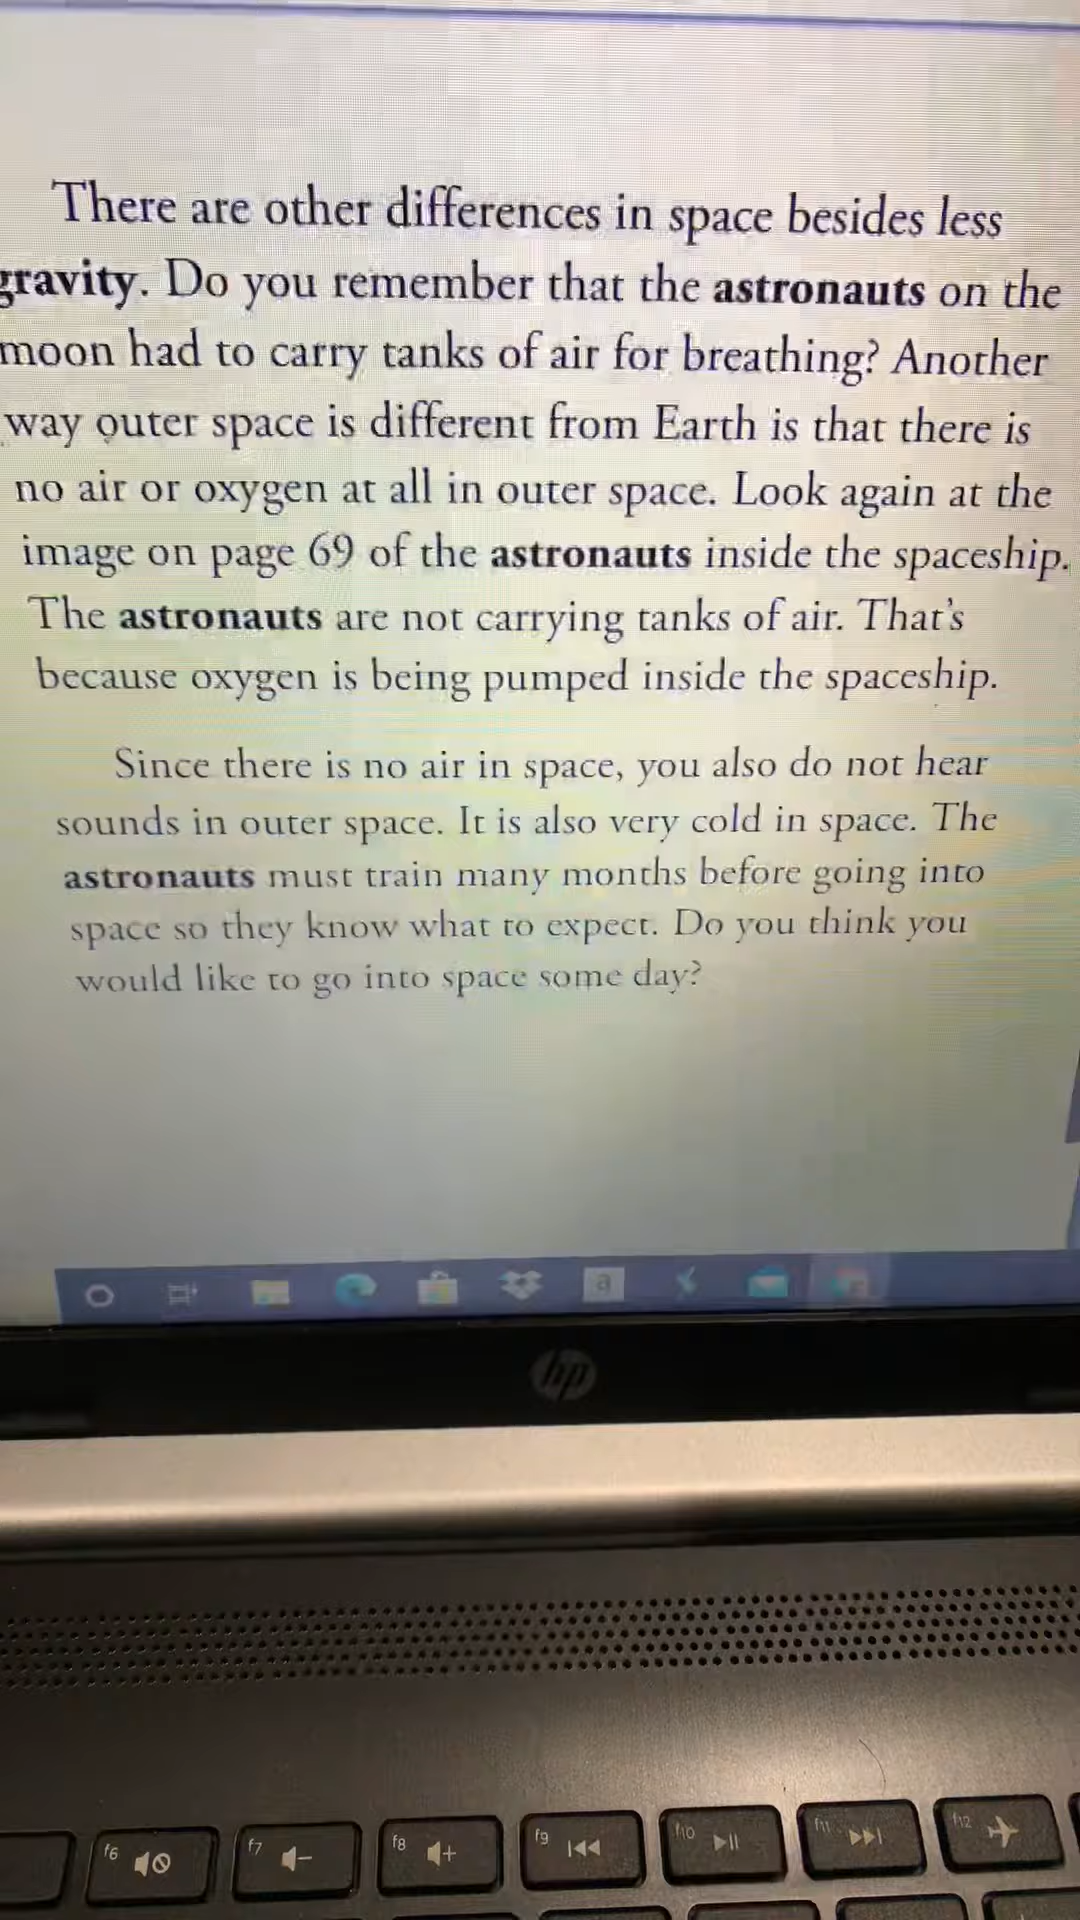 There are other differences in space besides less
gravity. Do you remember that the astronauts on the
moon had to carry tanks of air for breathing? Another
way outer space is different from Earth is that there is
no air or oxygen at all in outer space. Look again at the
image on page 69 of the astronauts inside the spaceship.
The astronauts are not carrying tanks of air. That's
because oxygen is being pumped inside the spaceship.
Since there is no air in space, you also do not hear
sounds in outer space. It is also very cold in space. The
astronauts must train many months before going into
space so they know what to expect. Do you think you
would like to go into space some day?
a
hp
f6
f7
f8
f9
f10
f11
f12